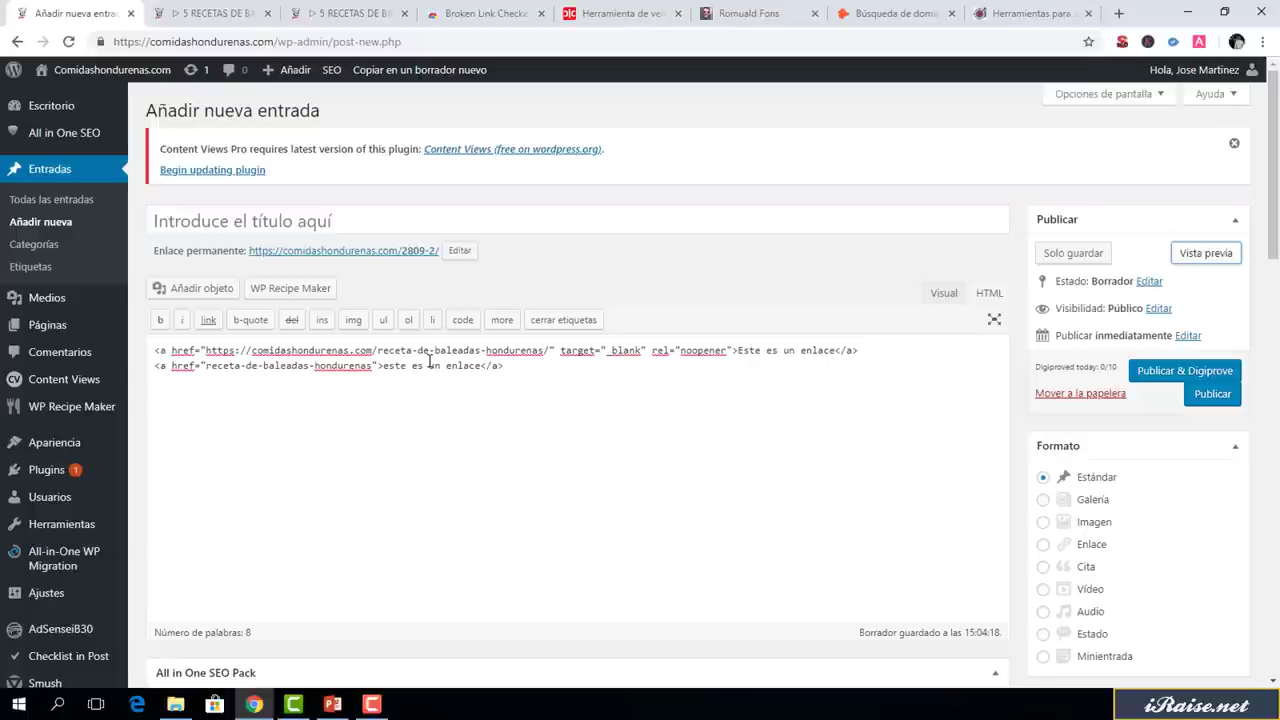 Añadir nueva entra
▷ 5 RECETAS DE BA
▷ 5 RECETAS DE BA
Broken Link Checke
Herramienta de ver
Romuald Fons
Búsqueda de domi
Herramientas para
https://comidashondurenas.com/wp-admin/post-new.php
Comidashondurenas.com
1
0
Añadir
SEO
Copiar en un borrador nuevo
Hola, Jose Martinez
Escritorio
All in One SEO
Entradas
Todas las entradas
Añadir nueva
Categorías
Etiquetas
Medios
Páginas
Comentarios
Content Views
WP Recipe Maker
Apariencia
Plugins 1
Usuarios
Herramientas
All-in-One WP
Migration
Ajustes
AdSenseiB30
Checklist in Post
Smush
Añadir nueva entrada
Opciones de pantalla ▼
Ayuda ▼
Content Views Pro requires latest version of this plugin: Content Views (free on wordpress.org).
Begin updating plugin
Introduce el título aquí
Enlace permanente: https://comidashondurenas.com/2809-2/ Editar
Añadir objeto
WP Recipe Maker
Visual
HTML
b
i
link
b-quote
del
ins
img
ul
ol
li
code
more
cerrar etiquetas
<a href="https://comidashondurenas.com/receta-de-baleadas-hondurenas/" target="_blank" rel="noopener">Este es un enlace</a>
<a href="receta-de-baleadas-hondurenas">este es un enlace</a>
Número de palabras: 8
Borrador guardado a las 15:04:18.
All in One SEO Pack
Publicar
Solo guardar
Vista previa
Estado: Borrador Editar
Visibilidad: Público Editar
Publicar inmediatamente Editar
Digiproved today: 0/10
Publicar & Digiprove
Mover a la papelera
Publicar
Formato
Estándar
Galería
Imagen
Enlace
Cita
Vídeo
Audio
Estado
Minientrada
iRaise.net